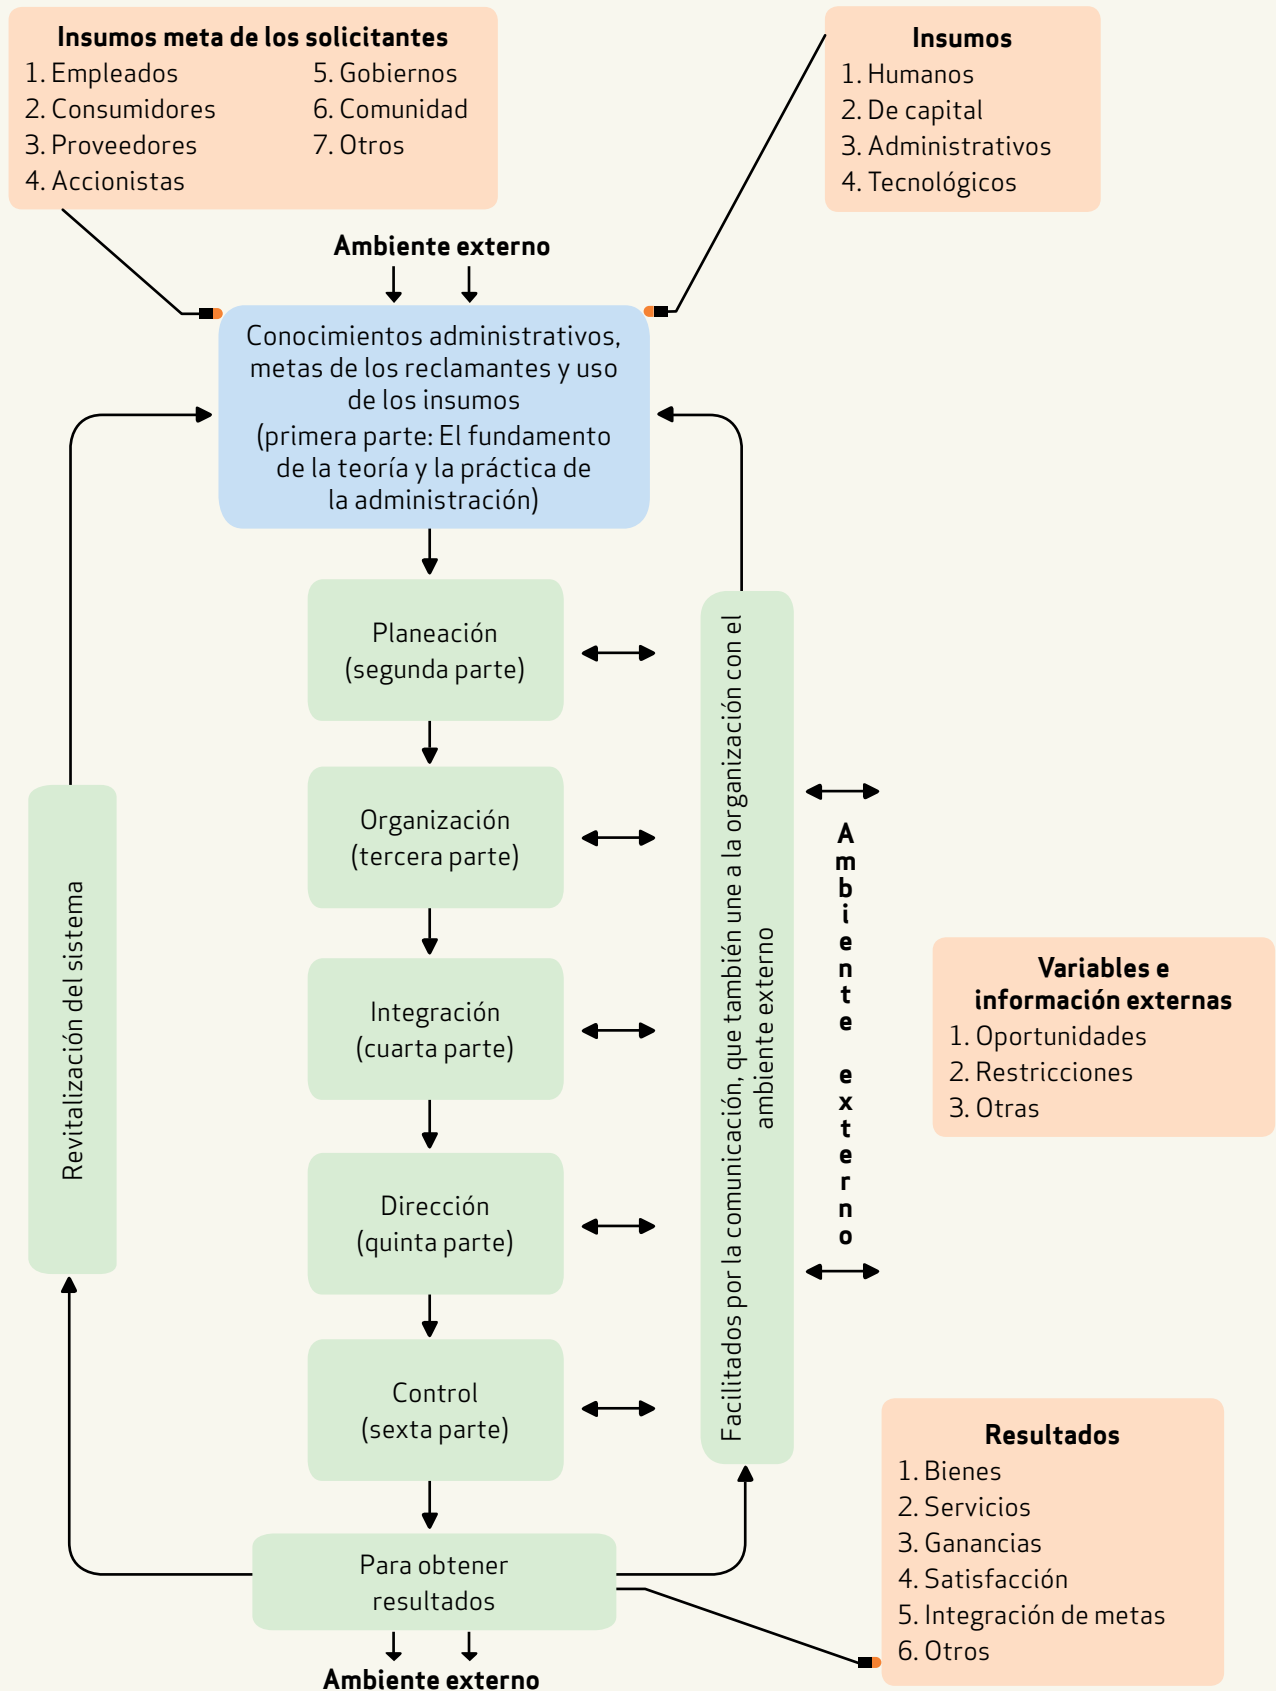 Insumos meta de los solicitantes
1. Empleados
2. Consumidores
3. Proveedores
4. Accionistas
5. Gobiernos
6. Comunidad
7. Otros
Insumos
1. Humanos
2. De capital
3. Administrativos
4. Tecnológicos
Ambiente externo
Conocimientos administrativos,
metas de los reclamantes y uso
de los insumos
(primera parte: El fundamento
de la teoría y la práctica de
la administración)
Planeación
(segunda parte)
Organización
(tercera parte)
Integración
(cuarta parte)
Dirección
(quinta parte)
Control
(sexta parte)
Para obtener
resultados
Ambiente externo
Revitalización del sistema
Facilitados por la comunicación, que también une a la organización con el
ambiente externo
Ambiente externo
Variables e
información externas
1. Oportunidades
2. Restricciones
3. Otras
Resultados
1. Bienes
2. Servicios
3. Ganancias
4. Satisfacción
5. Integración de metas
6. Otros